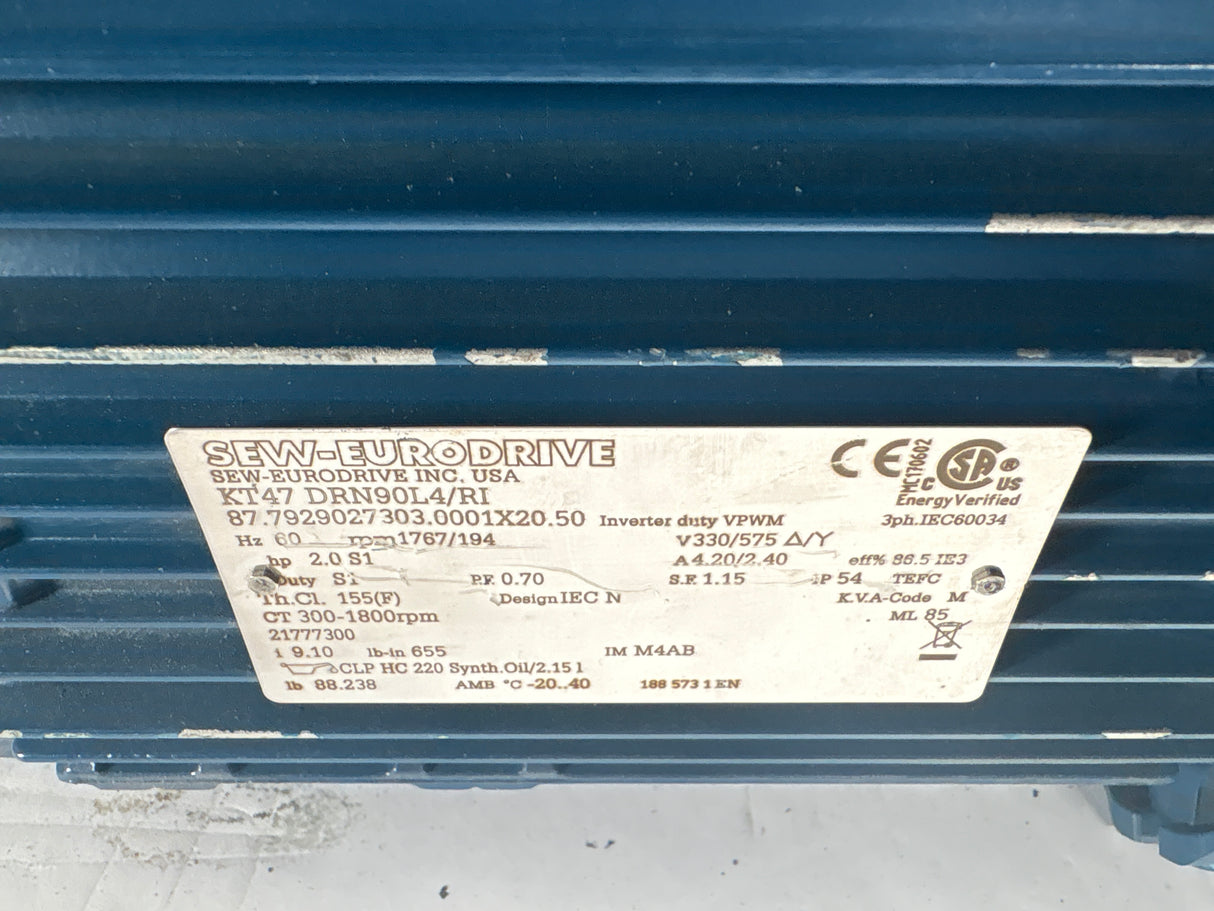 SEW-EURODRIVE
SEW-EURODRIVE INC. USA
KT47 DRN90L4/RI
87.7929027303.0001X20.50 Inverter duty VPWM
CE MC170602 C SA ® US
Energy Verified
3ph.IEC60034
Hz 60 rpm 1767/194 V 330/575 Δ/Y
hp 2.0 S1 A 4.20/2.40 eff% 86.5 IE3
Duty S1 P.F. 0.70 S.F. 1.15 IP 54 TEFC
Th.Cl. 155(F) Design IEC N K.V.A-Code M
CT 300-1800rpm ML 85
21777300
i 9.10 lb-in 655 IM M4AB
CLP HC 220 Synth.Oil/2.15 l
lb 88.238 AMB °C -20..40 188 573 1 EN